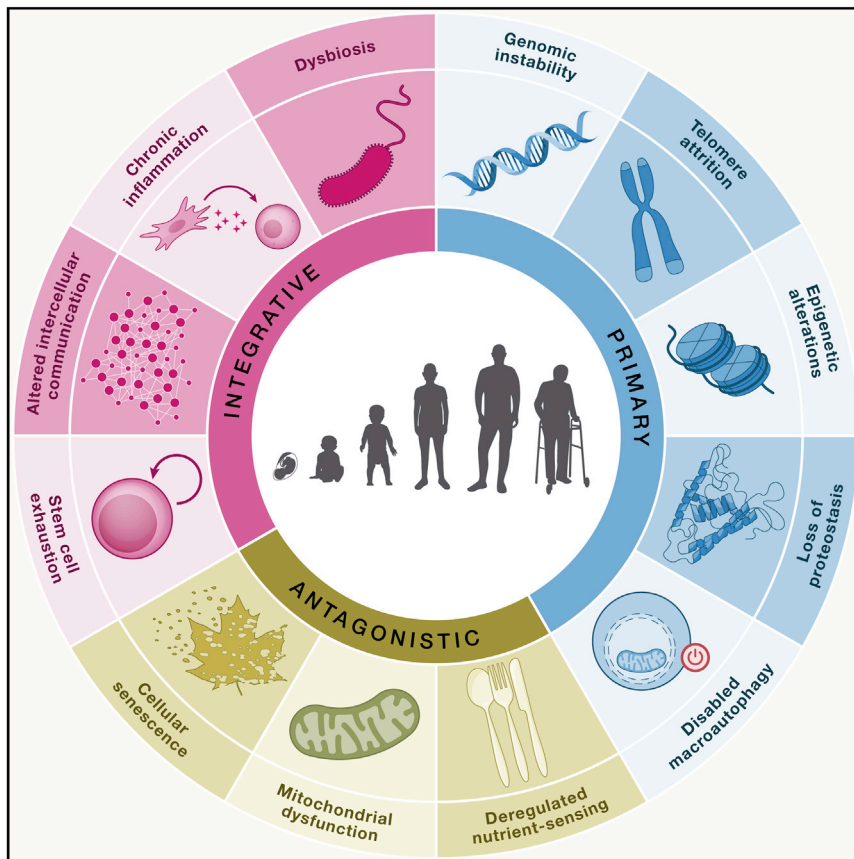 Genomic
instability
Telomere
attrition
Epigenetic
alterations
Loss of
proteostasis
Disabled
macroautophagy
Deregulated
nutrient-sensing
Mitochondrial
dysfunction
Cellular
senescence
Stem cell
exhaustion
Altered intercellular
communication
Chronic
inflammation
Dysbiosis
PRIMARY
ANTAGONISTIC
INTEGRATIVE